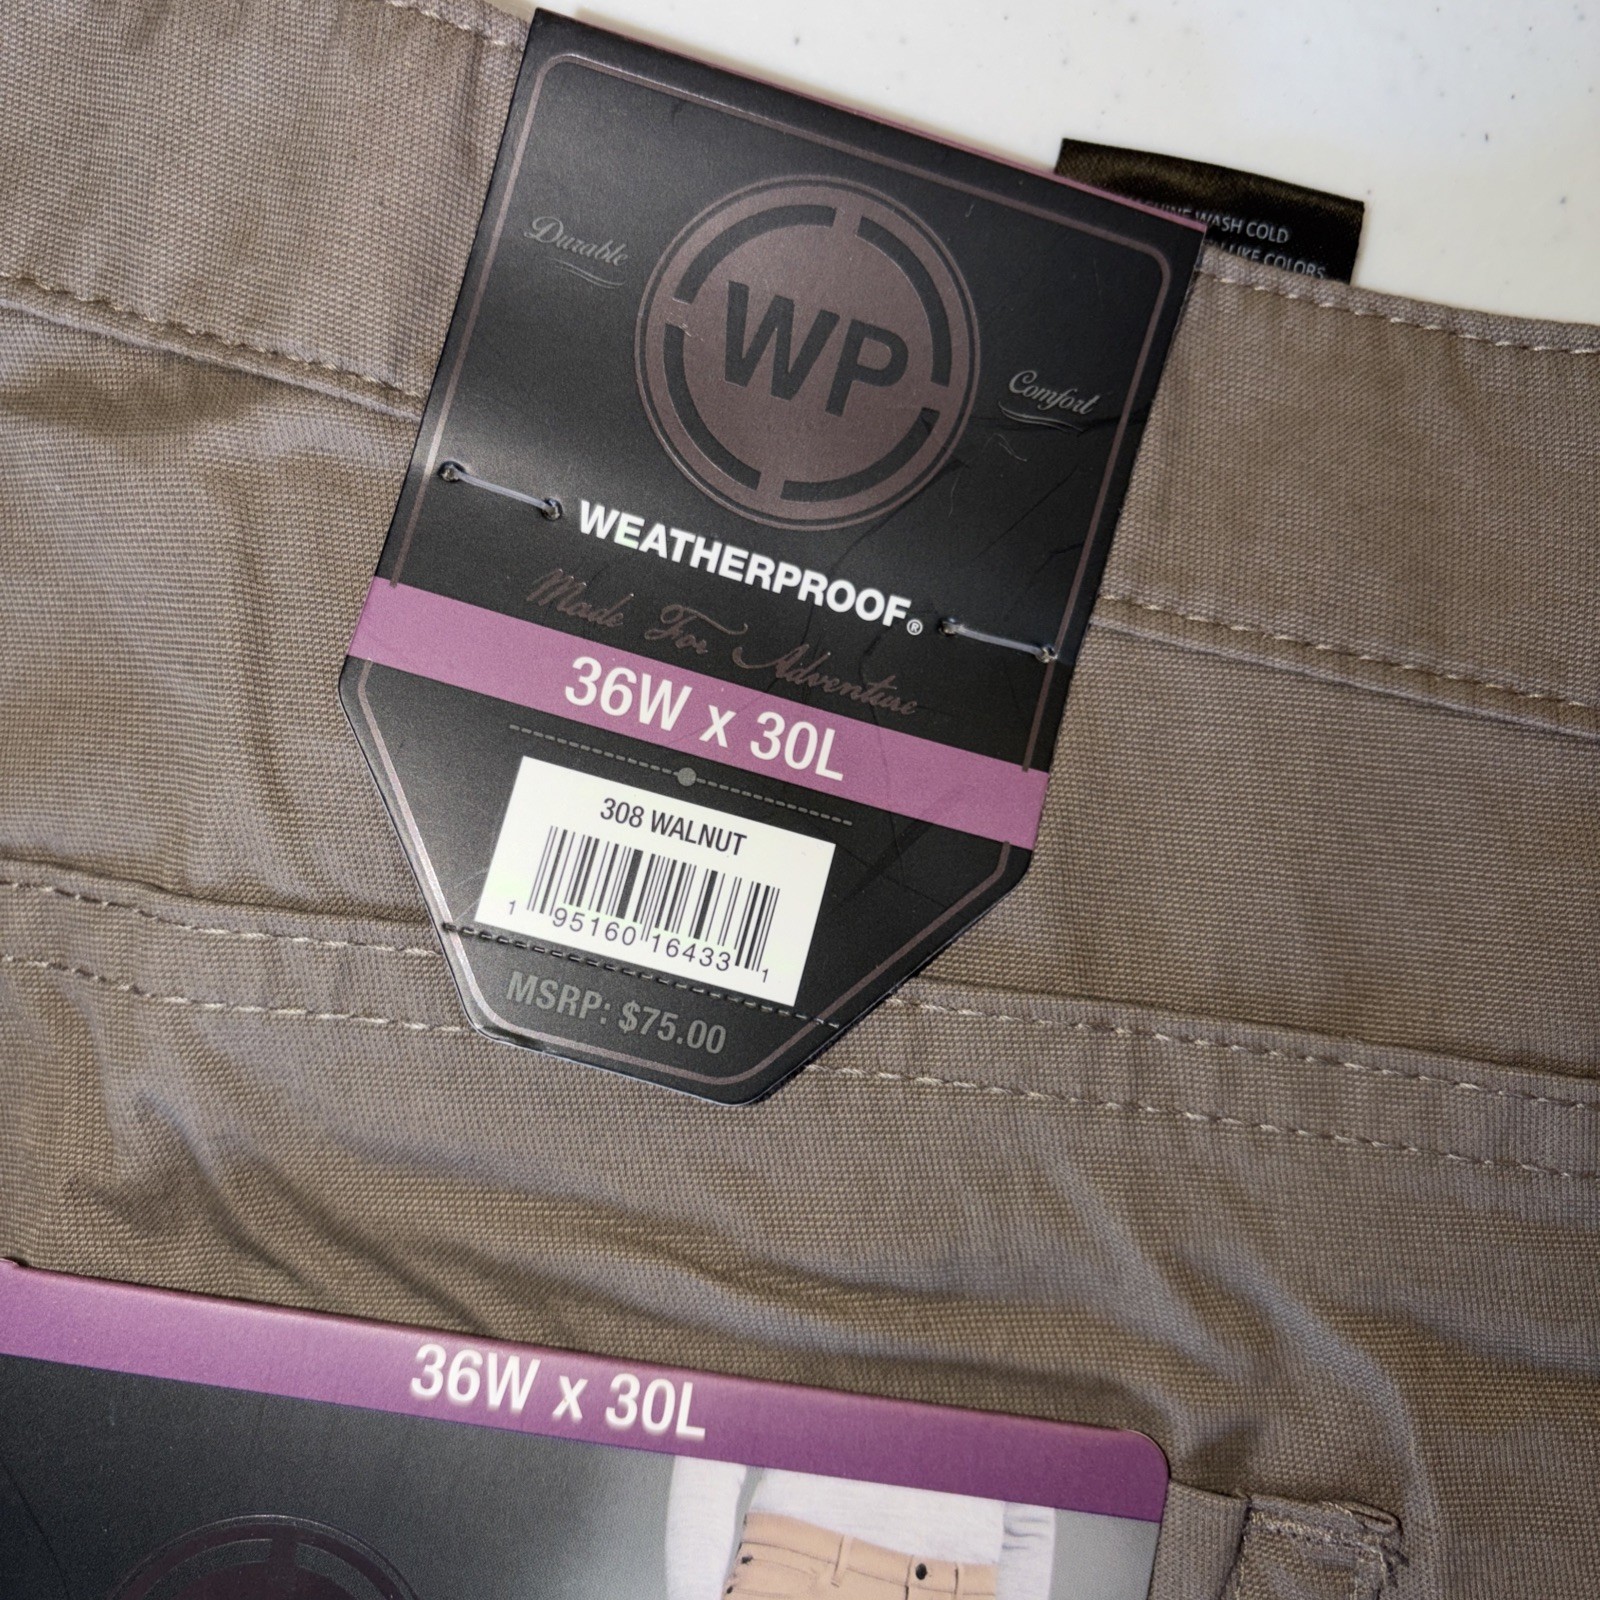 Durable
WP
Comfort
WEATHERPROOF®
Made For Adventure
36W x 30L
308 WALNUT
1 95160 16433 1
MSRP: $75.00
WASH COLD
LIKE COLORS
36W x 30L